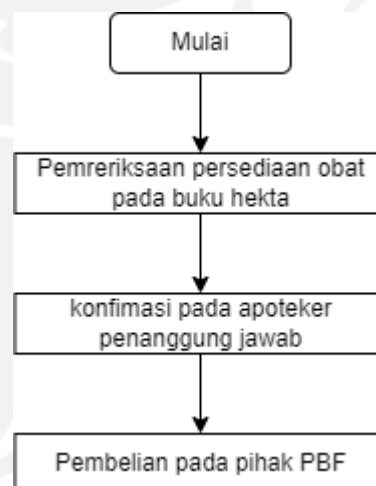 Mulai
Pemreriksaan persediaan obat
pada buku hekta
konfimasi pada apoteker
penanggung jawab
Pembelian pada pihak PBF